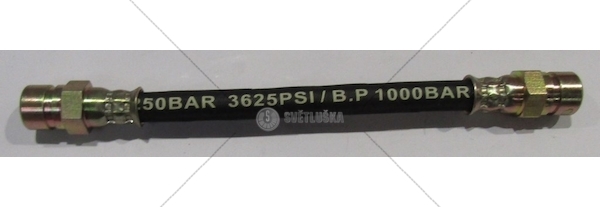 50BAR 3625PSI / B.P 1000BAR
S SVĚTLUŠKA